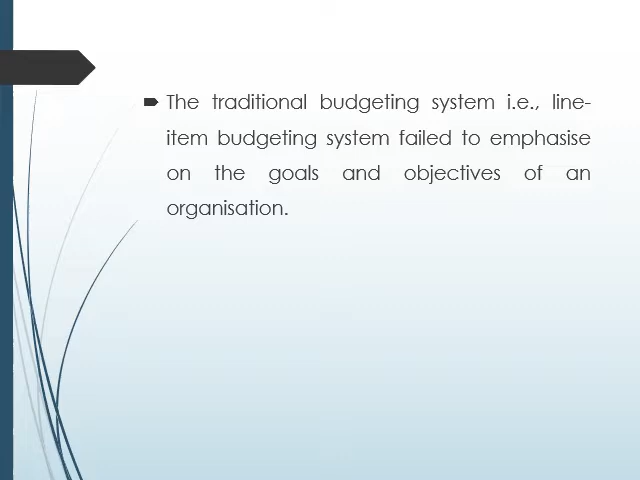 The traditional budgeting system i.e., line-
item budgeting system failed to emphasise
on the goals and objectives of an
organisation.